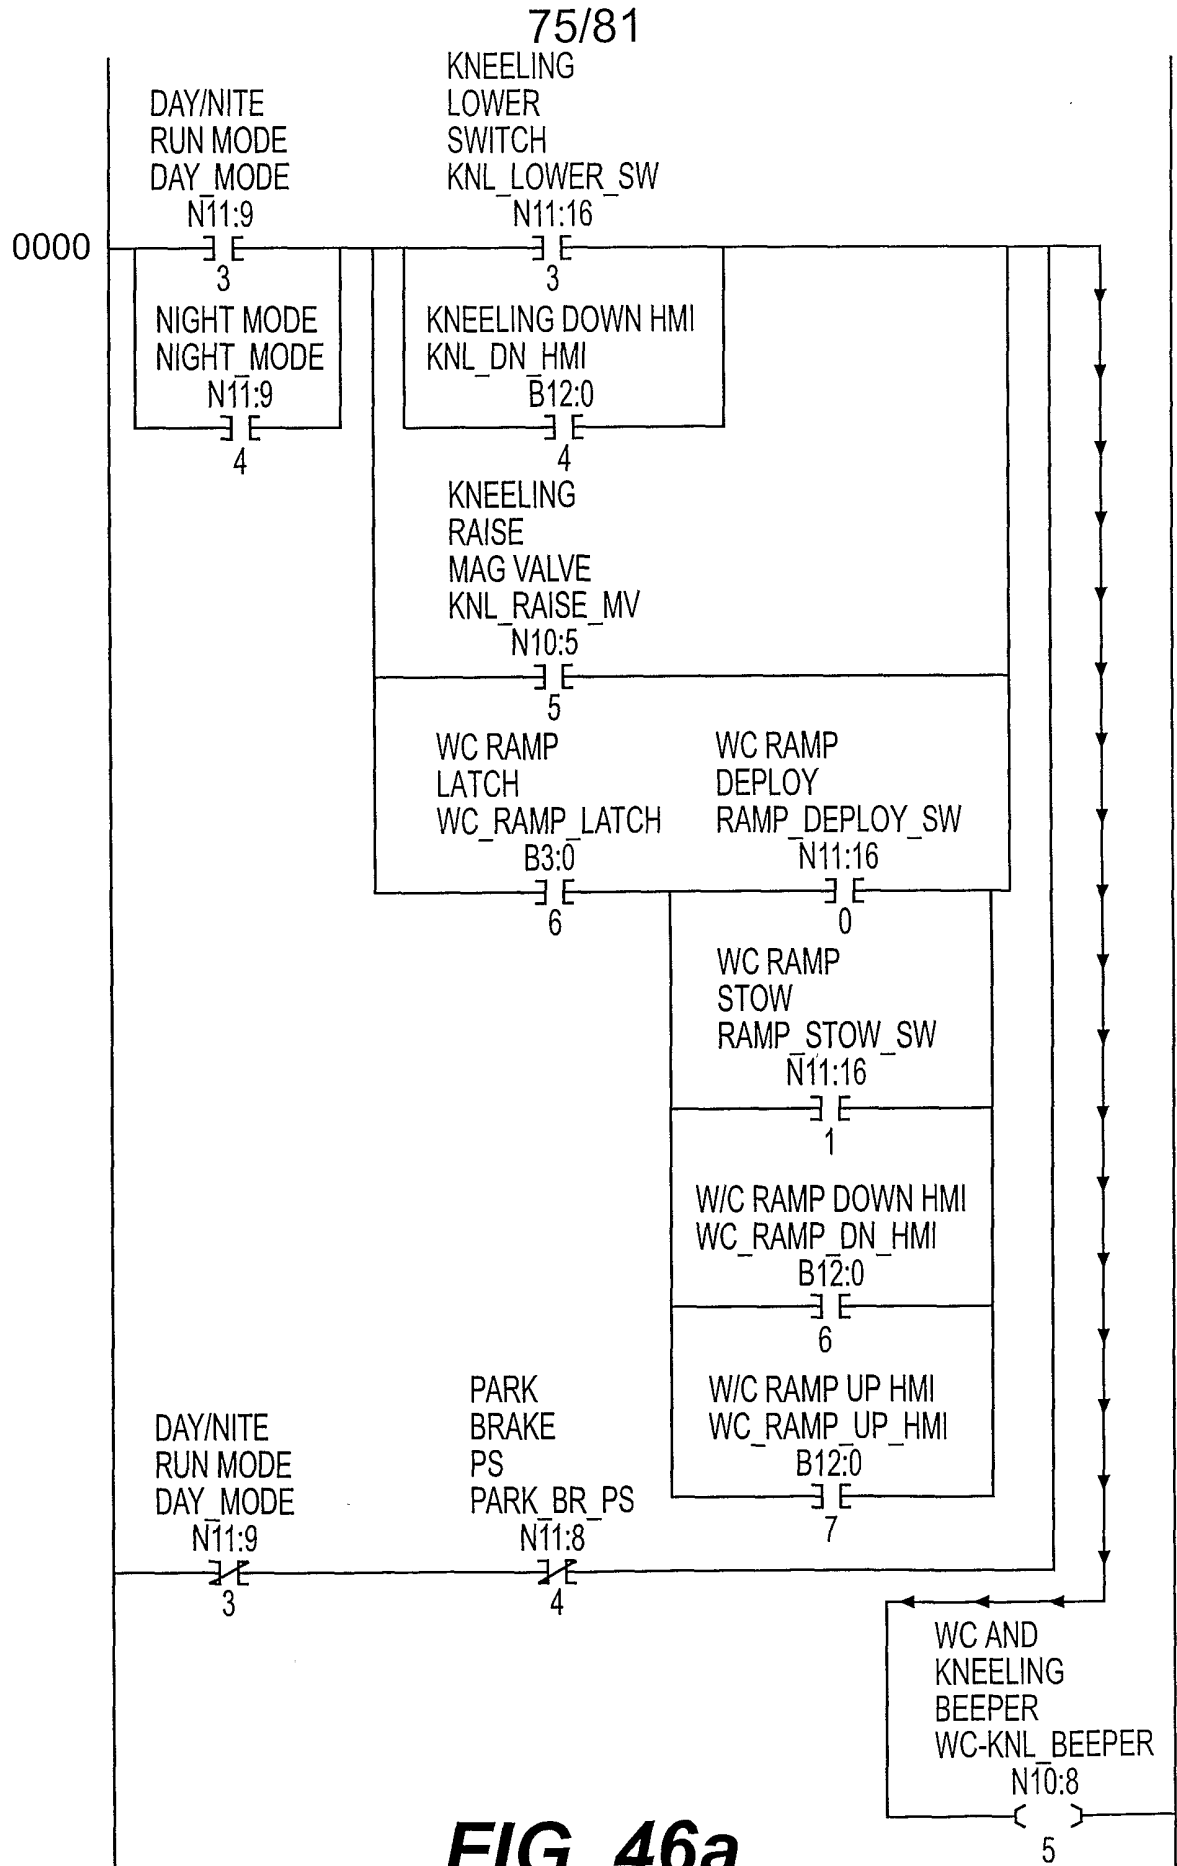 75/81
DAY/NITE
RUN MODE
DAY_MODE
N11:9
3
KNEELING
LOWER
SWITCH
KNL_LOWER_SW
N11:16
3
0000
NIGHT MODE
NIGHT_MODE
N11:9
4
KNEELING DOWN HMI
KNL_DN_HMI
B12:0
4
KNEELING
RAISE
MAG VALVE
KNL_RAISE_MV
N10:5
5
WC RAMP
LATCH
WC_RAMP_LATCH
B3:0
6
WC RAMP
DEPLOY
RAMP_DEPLOY_SW
N11:16
0
WC RAMP
STOW
RAMP_STOW_SW
N11:16
1
W/C RAMP DOWN HMI
WC_RAMP_DN_HMI
B12:0
6
W/C RAMP UP HMI
WC_RAMP_UP_HMI
B12:0
7
DAY/NITE
RUN MODE
DAY_MODE
N11:9
3
PARK
BRAKE
PS
PARK_BR_PS
N11:8
4
WC AND
KNEELING
BEEPER
WC-KNL_BEEPER
N10:8
5
FIG. 46a